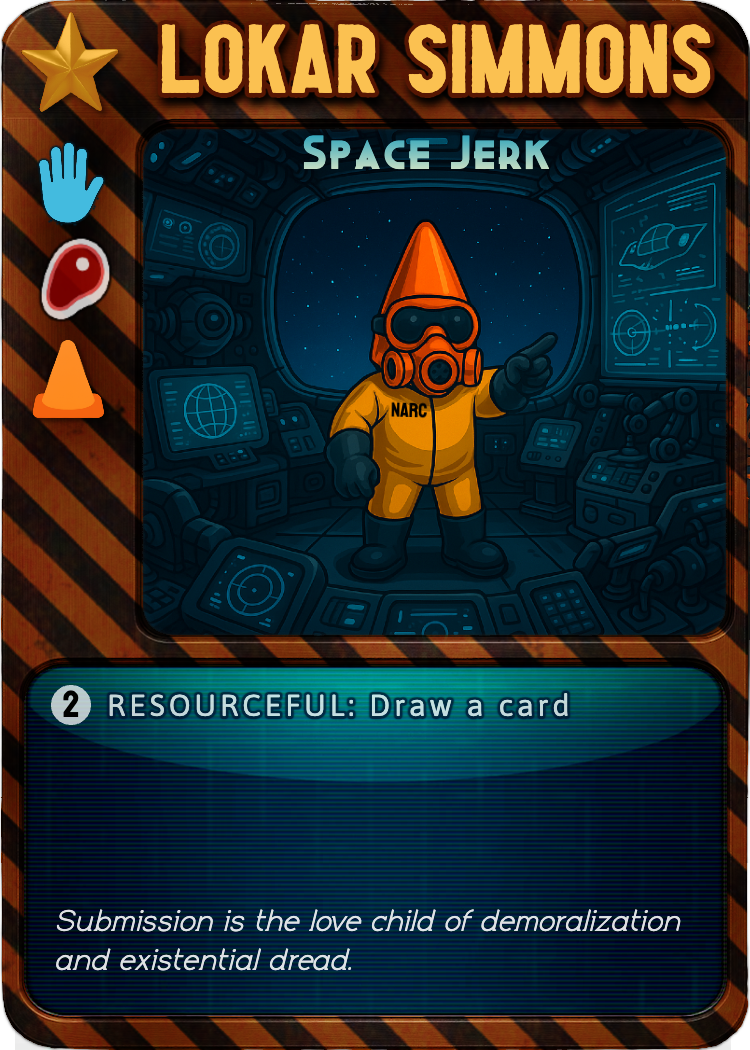 LOKAR SIMMONS
SPACE JERK
NARC
2 RESOURCEFUL: Draw a card
Submission is the love child of demoralization
and existential dread.